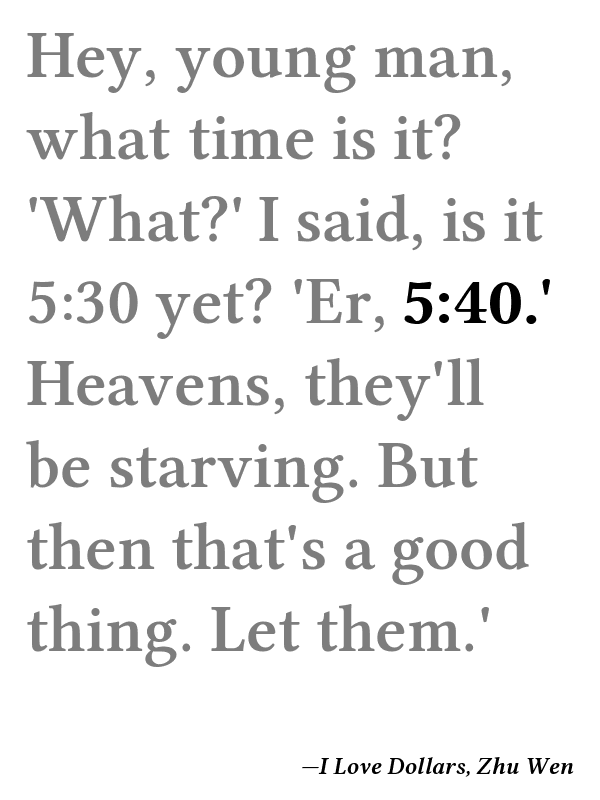 Hey, young man,
what time is it?
'What?' I said, is it
5:30 yet? 'Er, 5:40.'
Heavens, they'll
be starving. But
then that's a good
thing. Let them.'
—I Love Dollars, Zhu Wen